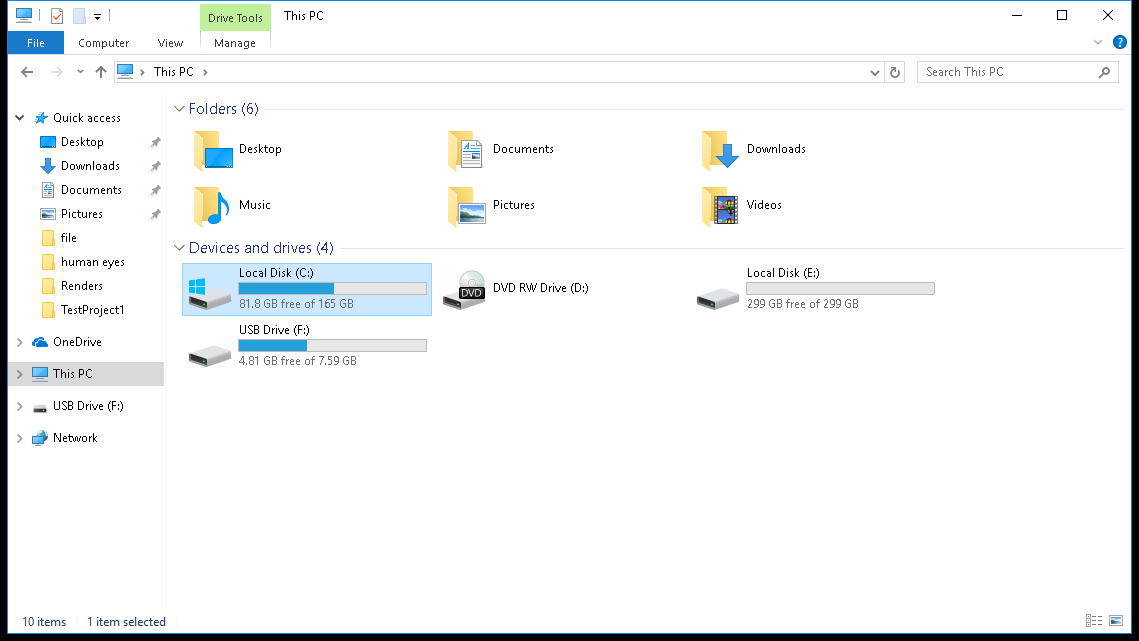 Drive Tools This PC
File Computer View Manage
This PC
Search This PC
Quick access
Desktop
Downloads
Documents
Pictures
file
human eyes
Renders
TestProject1
OneDrive
This PC
USB Drive (F:)
Network
Folders (6)
Desktop
Documents
Downloads
Music
Pictures
Videos
Devices and drives (4)
Local Disk (C:)
81.8 GB free of 165 GB
DVD
DVD RW Drive (D:)
Local Disk (E:)
299 GB free of 299 GB
USB Drive (F:)
4.81 GB free of 7.59 GB
10 items 1 item selected